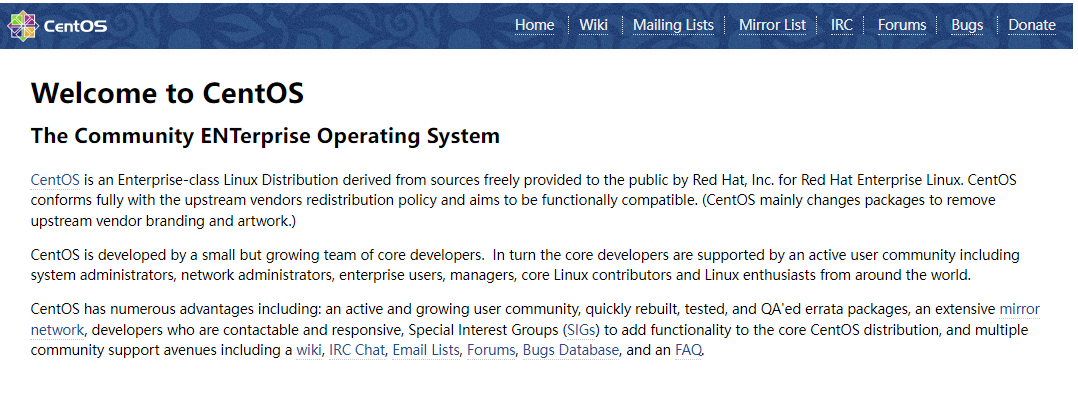 CentOS
Home Wiki Mailing Lists Mirror List IRC Forums Bugs Donate
Welcome to CentOS
The Community ENTerprise Operating System
CentOS is an Enterprise-class Linux Distribution derived from sources freely provided to the public by Red Hat, Inc. for Red Hat Enterprise Linux. CentOS
conforms fully with the upstream vendors redistribution policy and aims to be functionally compatible. (CentOS mainly changes packages to remove
upstream vendor branding and artwork.)
CentOS is developed by a small but growing team of core developers.  In turn the core developers are supported by an active user community including
system administrators, network administrators, enterprise users, managers, core Linux contributors and Linux enthusiasts from around the world.
CentOS has numerous advantages including: an active and growing user community, quickly rebuilt, tested, and QA'ed errata packages, an extensive mirror
network, developers who are contactable and responsive, Special Interest Groups (SIGs) to add functionality to the core CentOS distribution, and multiple
community support avenues including a wiki, IRC Chat, Email Lists, Forums, Bugs Database, and an FAQ.